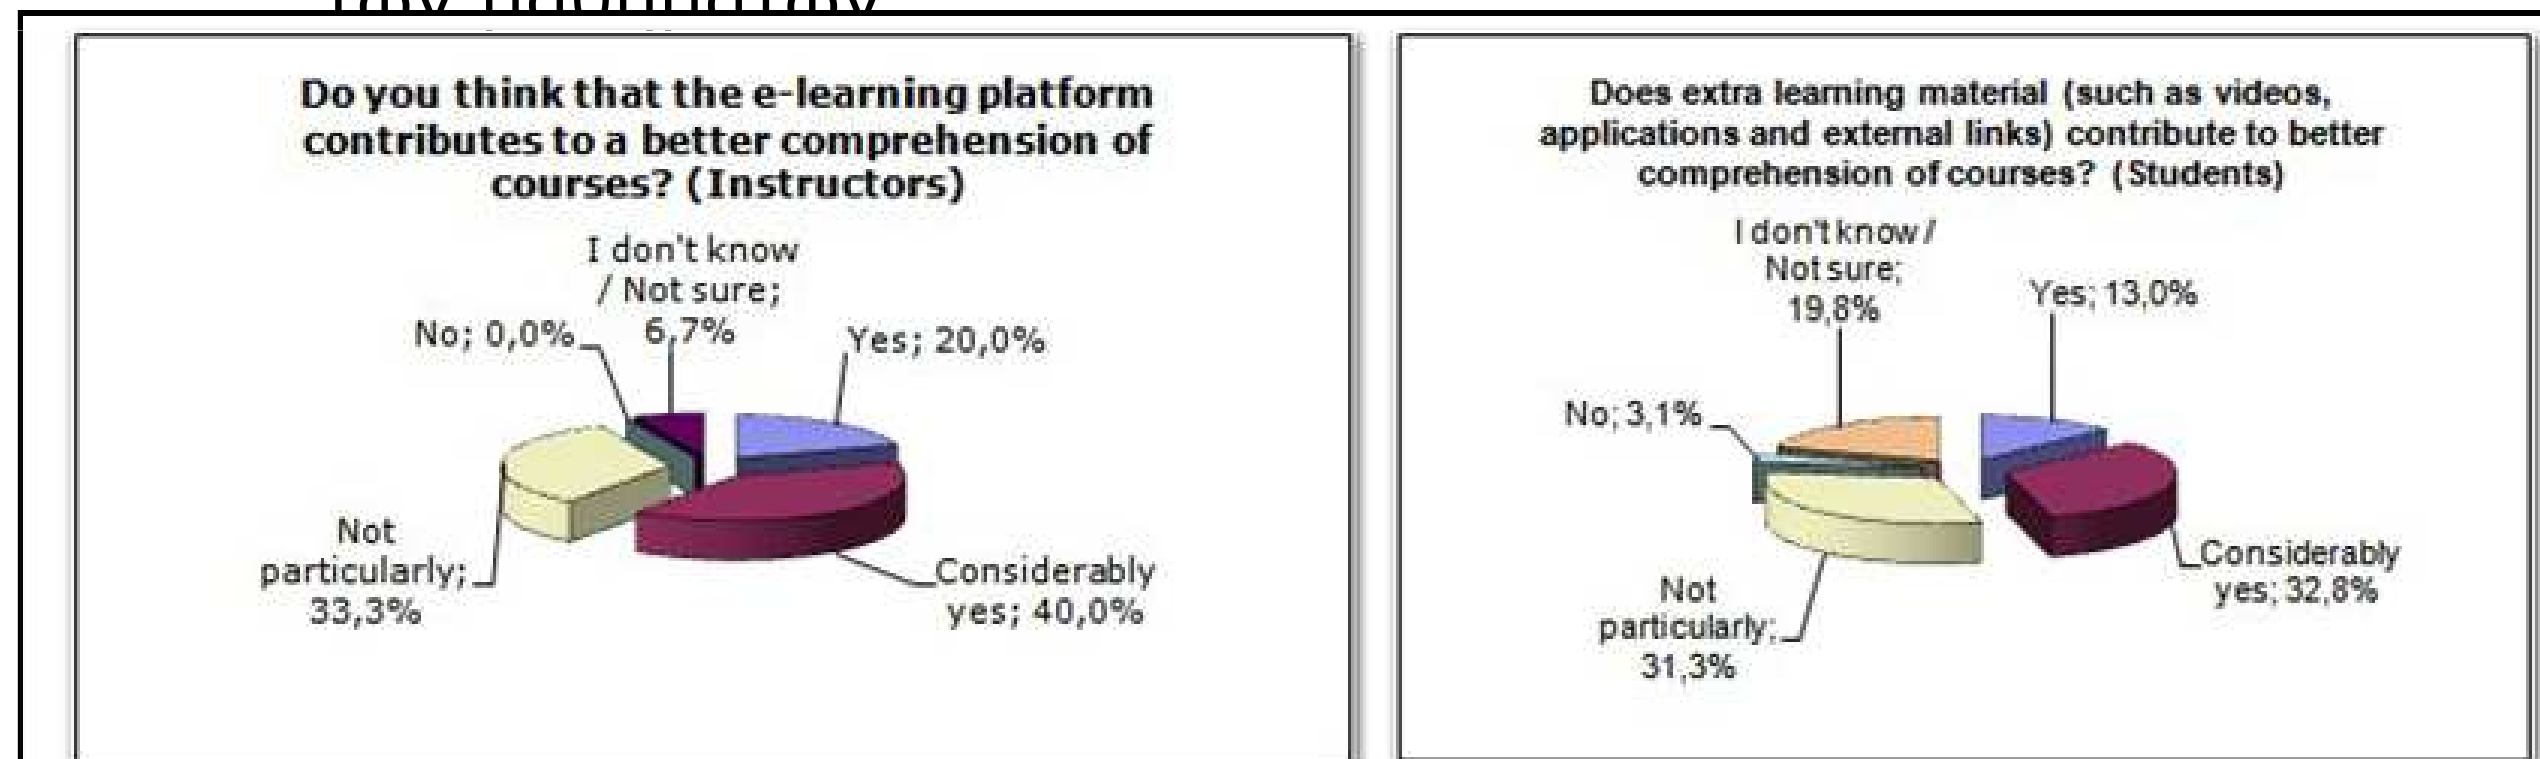 Do you think that the e-learning platform
contributes to a better comprehension of
courses? (Instructors)
I don't know
/ Not sure;
6,7%
No; 0,0%
Yes; 20,0%
Not
particularly;
33,3%
Considerably
yes; 40,0%
Does extra learning material (such as videos,
applications and external links) contribute to better
comprehension of courses? (Students)
I don't know /
Not sure;
19,8%
Yes; 13,0%
No; 3,1%
Considerably
yes; 32,8%
Not
particularly;
31,3%